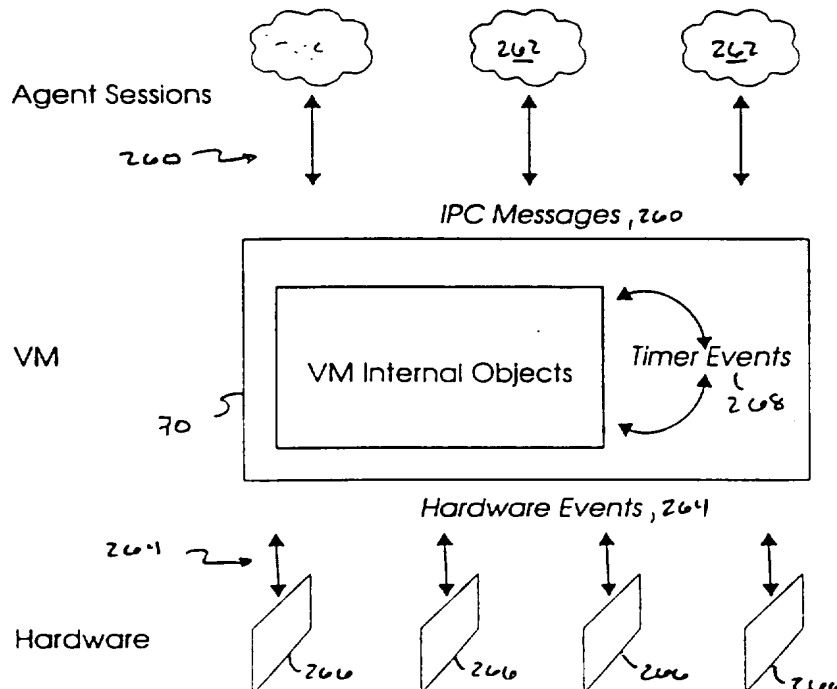 262 262
Agent Sessions
260
IPC Messages, 260
VM
VM Internal Objects
Timer Events
268
70
Hardware Events, 264
264
Hardware
266 266 266